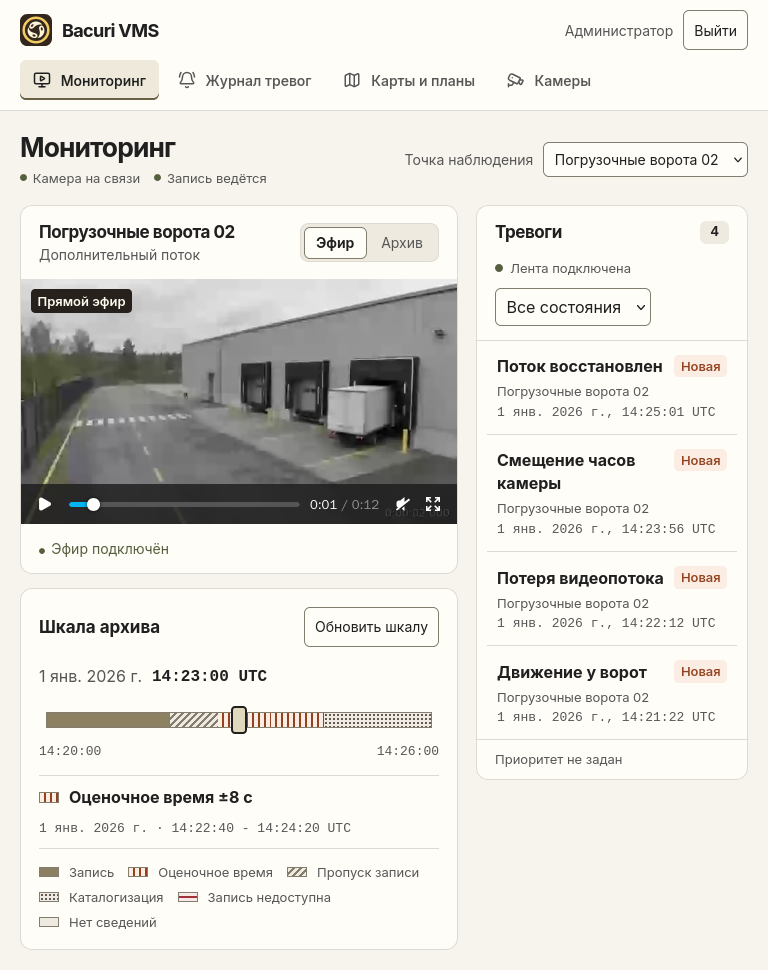 Bacuri VMS
Администратор
Выйти
Мониторинг
Журнал тревог
Карты и планы
Камеры
Мониторинг
Камера на связи
Запись ведётся
Точка наблюдения
Погрузочные ворота 02
Погрузочные ворота 02
Дополнительный поток
Эфир
Архив
Прямой эфир
0:01 / 0:12
Эфир подключён
Шкала архива
Обновить шкалу
1 янв. 2026 г. 14:23:00 UTC
14:20:00
14:26:00
Оценочное время ±8 с
1 янв. 2026 г. · 14:22:40 - 14:24:20 UTC
Запись
Оценочное время
Пропуск записи
Каталогизация
Запись недоступна
Нет сведений
Тревоги
4
Лента подключена
Все состояния
Поток восстановлен
Новая
Погрузочные ворота 02
1 янв. 2026 г., 14:25:01 UTC
Смещение часов
камеры
Новая
Погрузочные ворота 02
1 янв. 2026 г., 14:23:56 UTC
Потеря видеопотока
Новая
Погрузочные ворота 02
1 янв. 2026 г., 14:22:12 UTC
Движение у ворот
Новая
Погрузочные ворота 02
1 янв. 2026 г., 14:21:22 UTC
Приоритет не задан